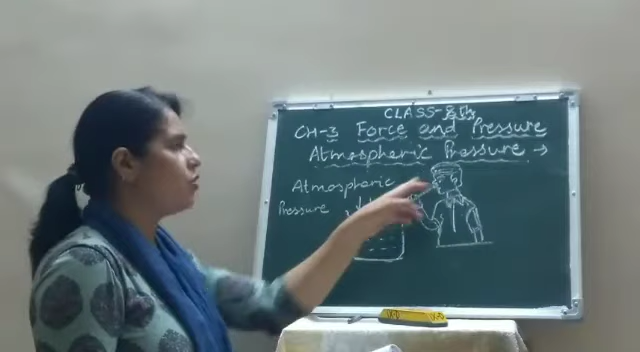 CLASS-8th
CH-3 Force and Pressure
Atmospheric Pressure →
Atmospheric
Pressure